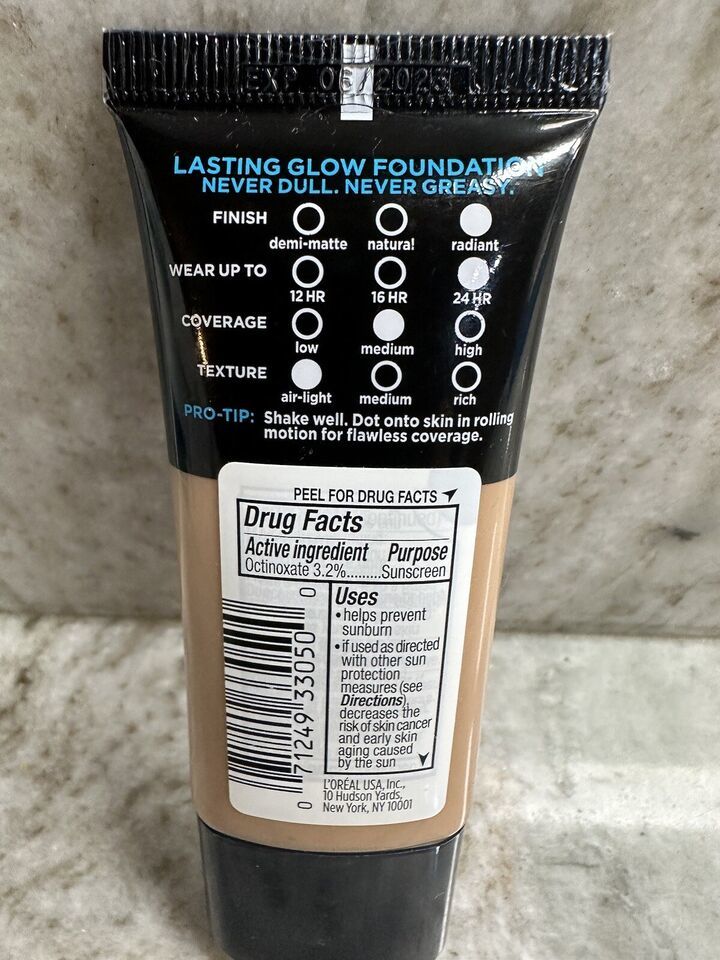 EXP 06/2023
LASTING GLOW FOUNDATION
NEVER DULL. NEVER GREASY.
FINISH
demi-matte natural radiant
WEAR UP TO
12 HR 16 HR 24 HR
COVERAGE
low medium high
TEXTURE
air-light medium rich
PRO-TIP: Shake well. Dot onto skin in rolling
motion for flawless coverage.
PEEL FOR DRUG FACTS
Drug Facts
Active ingredient Purpose
Octinoxate 3.2%.........Sunscreen
Uses
• helps prevent
sunburn
• if used as directed
with other sun
protection
measures (see
Directions),
decreases the
risk of skin cancer
and early skin
aging caused
by the sun
L'ORÉAL USA, Inc.,
10 Hudson Yards,
New York, NY 10001
0 71249 33050 0